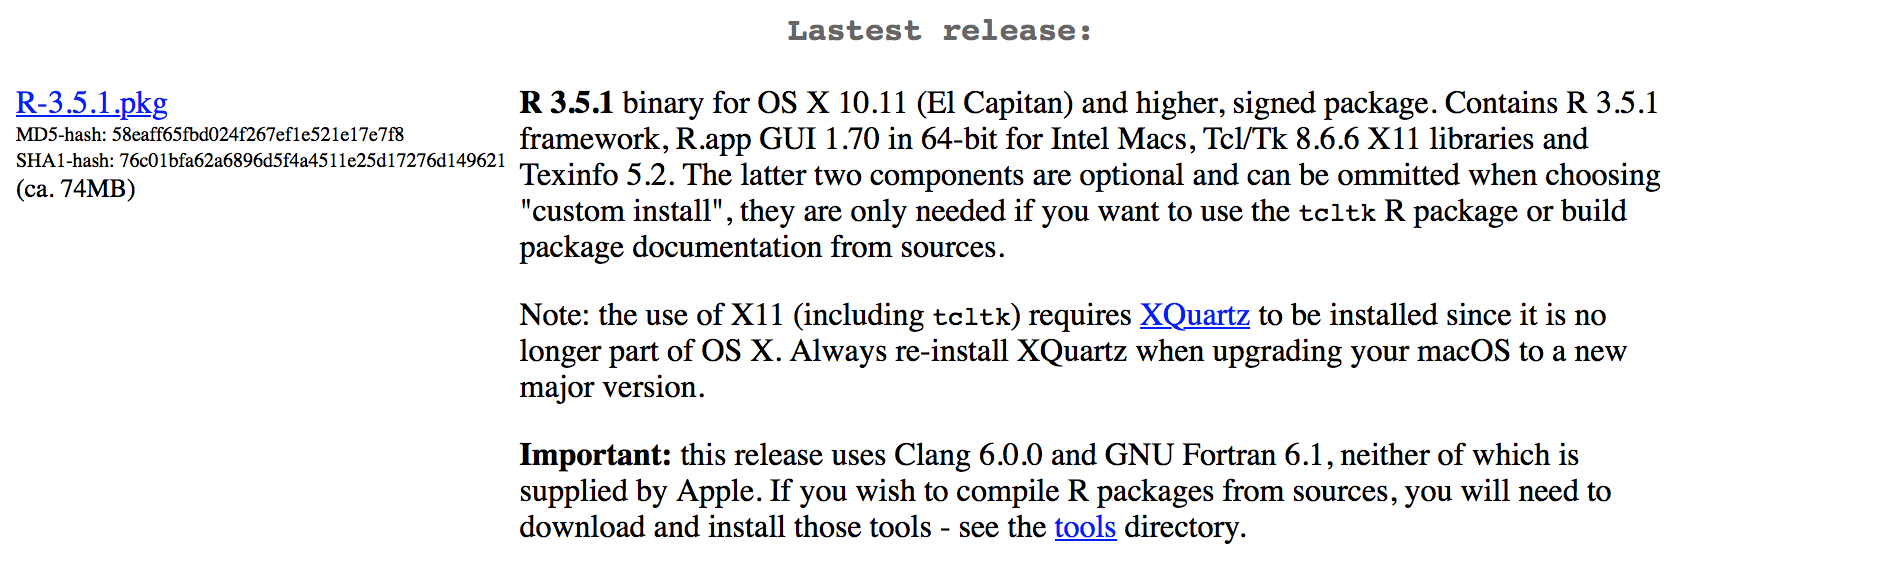 Lastest release:
R-3.5.1.pkg
MD5-hash: 58eaff65fbd024f267ef1e521e17e7f8
SHA1-hash: 76c01bfa62a6896d5f4a4511e25d17276d149621
(ca. 74MB)
R 3.5.1 binary for OS X 10.11 (El Capitan) and higher, signed package. Contains R 3.5.1
framework, R.app GUI 1.70 in 64-bit for Intel Macs, Tcl/Tk 8.6.6 X11 libraries and
Texinfo 5.2. The latter two components are optional and can be ommitted when choosing
"custom install", they are only needed if you want to use the tcltk R package or build
package documentation from sources.
Note: the use of X11 (including tcltk) requires XQuartz to be installed since it is no
longer part of OS X. Always re-install XQuartz when upgrading your macOS to a new
major version.
Important: this release uses Clang 6.0.0 and GNU Fortran 6.1, neither of which is
supplied by Apple. If you wish to compile R packages from sources, you will need to
download and install those tools - see the tools directory.